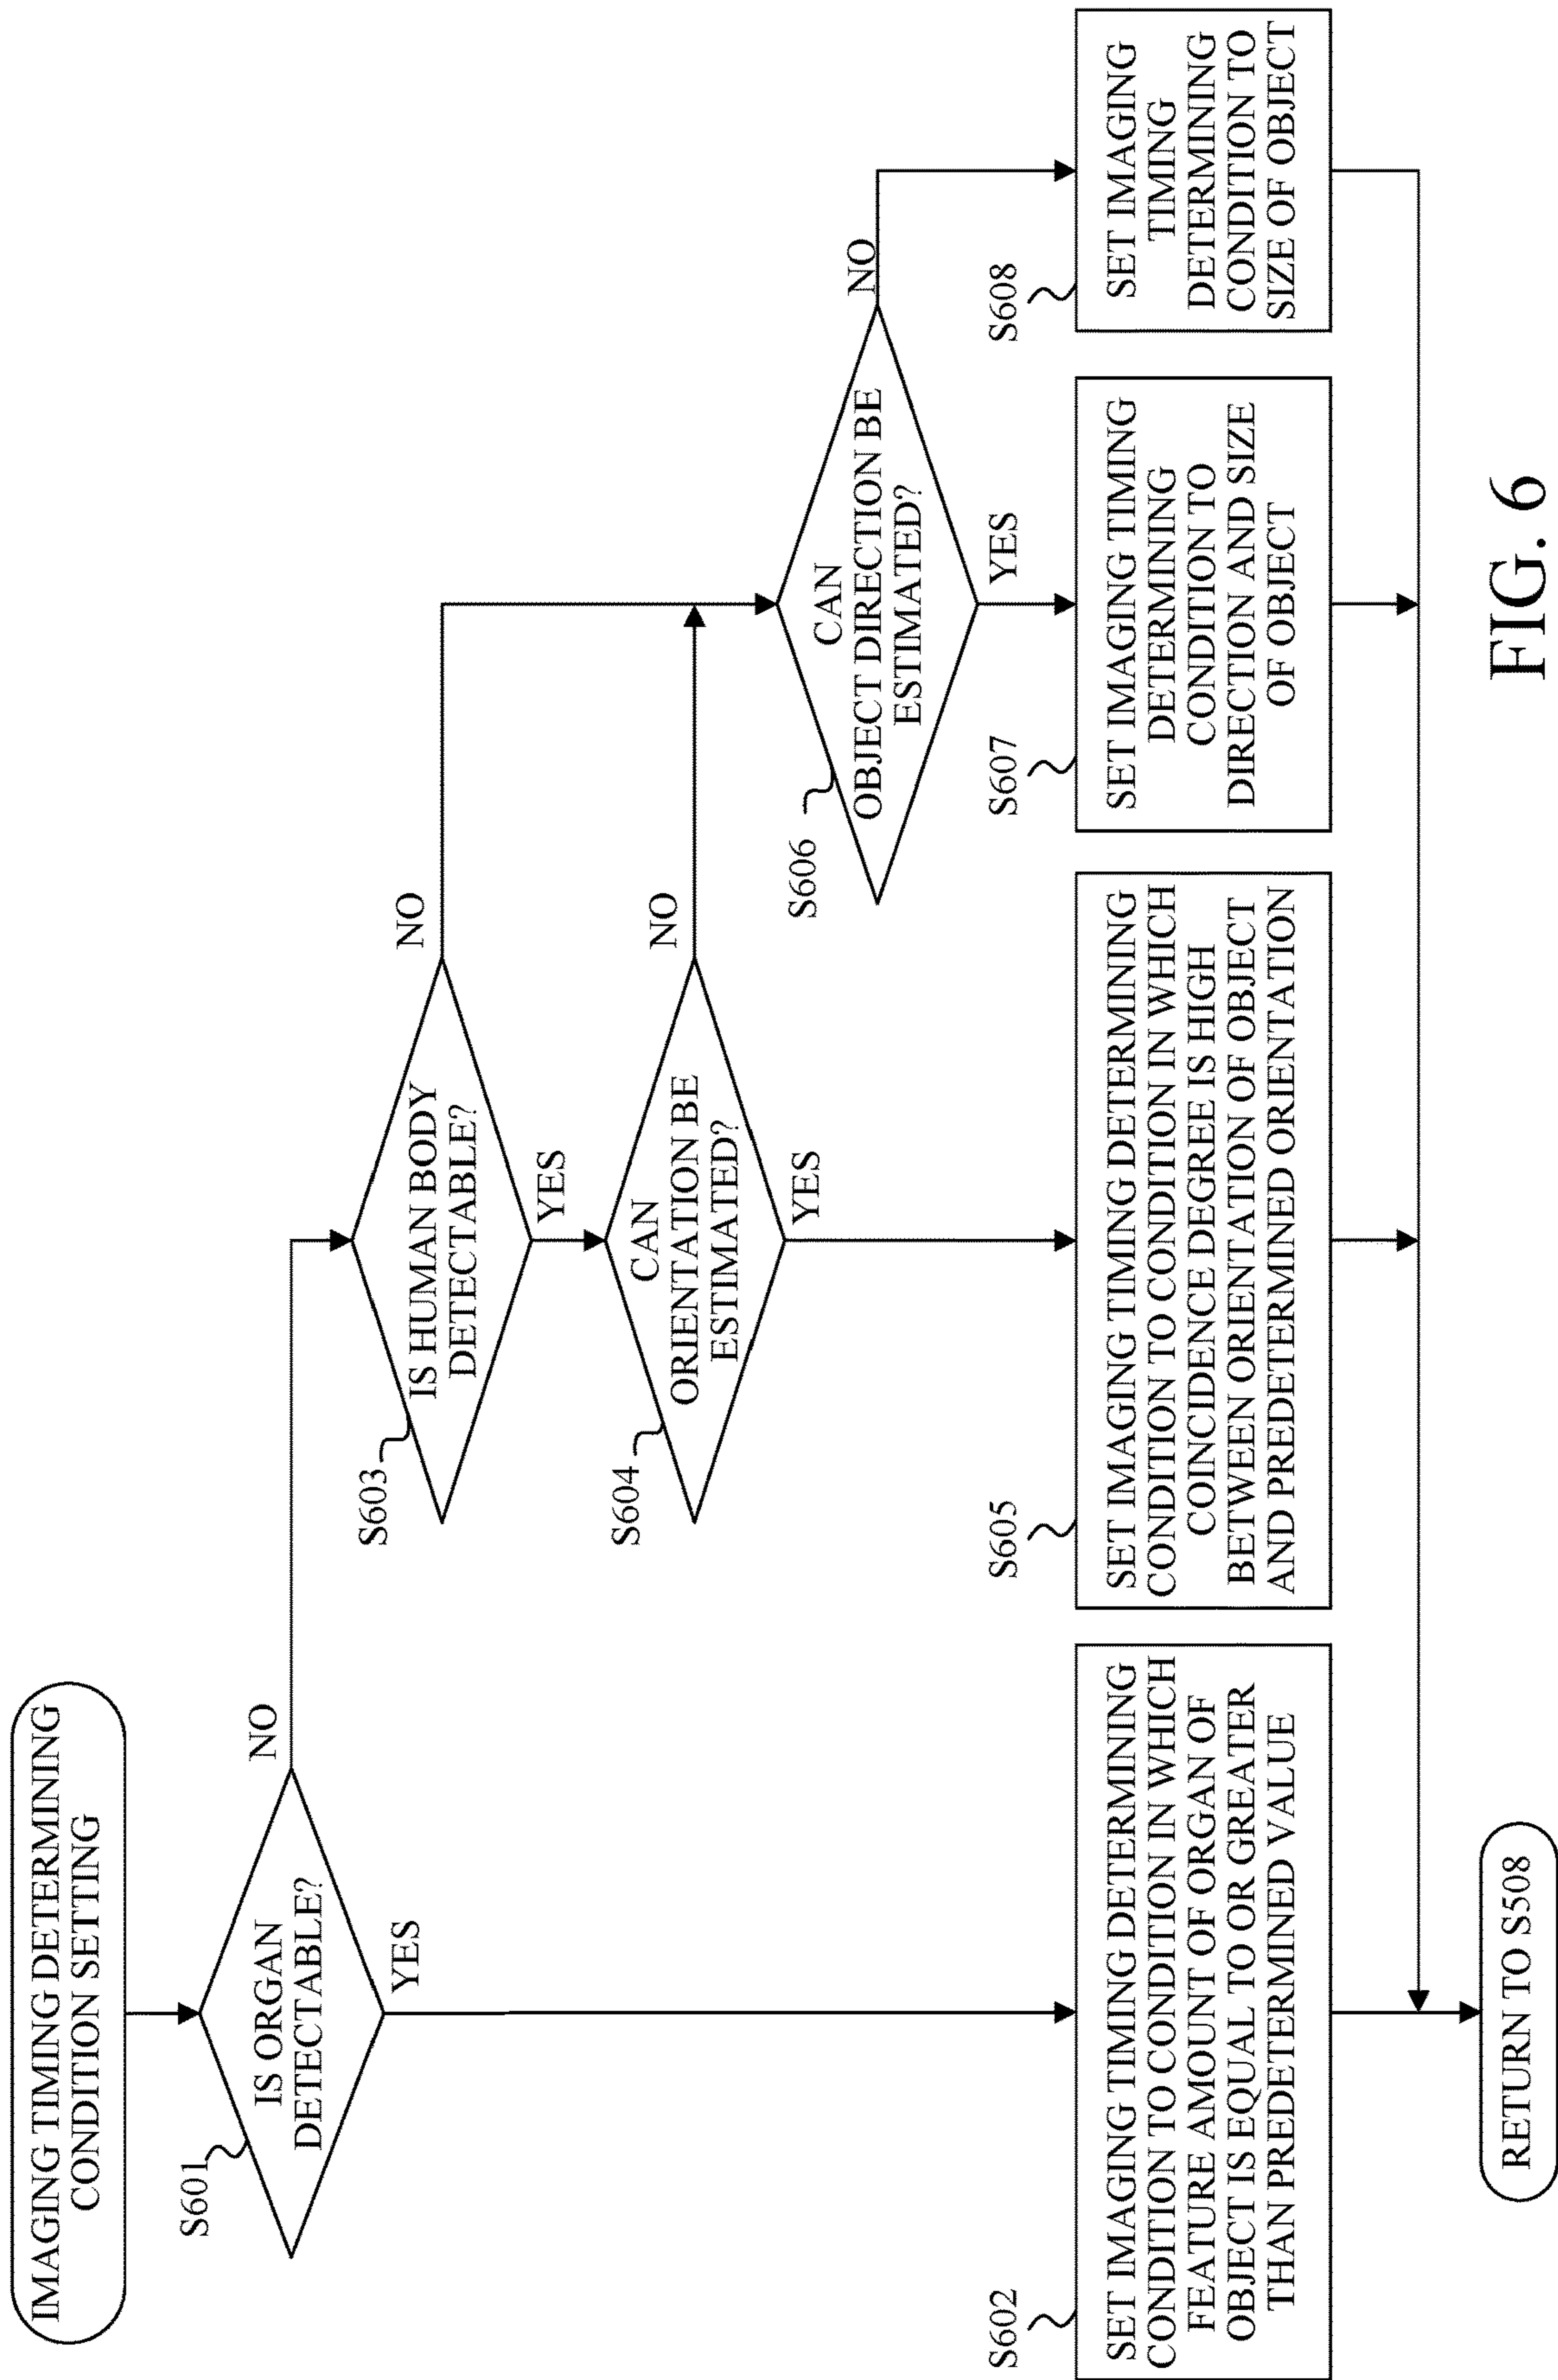 IMAGING TIMING DETERMINING
CONDITION SETTING
S601
IS ORGAN
DETECTABLE?
NO
YES
S603
IS HUMAN BODY
DETECTABLE?
NO
YES
S604
CAN
ORIENTATION BE
ESTIMATED?
NO
YES
S606
CAN
OBJECT DIRECTION BE
ESTIMATED?
NO
YES
S602
SET IMAGING TIMING DETERMINING
CONDITION TO CONDITION IN WHICH
FEATURE AMOUNT OF ORGAN OF
OBJECT IS EQUAL TO OR GREATER
THAN PREDETERMINED VALUE
S605
SET IMAGING TIMING DETERMINING
CONDITION TO CONDITION IN WHICH
COINCIDENCE DEGREE IS HIGH
BETWEEN ORIENTATION OF OBJECT
AND PREDETERMINED ORIENTATION
S607
SET IMAGING TIMING
DETERMINING
CONDITION TO
DIRECTION AND SIZE
OF OBJECT
S608
SET IMAGING
TIMING
DETERMINING
CONDITION TO
SIZE OF OBJECT
RETURN TO S508
FIG. 6